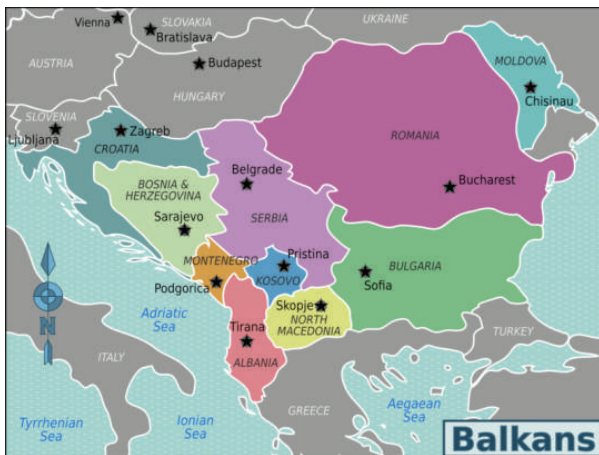 Vienna
SLOVAKIA
Bratislava
UKRAINE
AUSTRIA
Budapest
MOLDOVA
Chisinau
HUNGARY
SLOVENIA
Ljubljana
Zagreb
CROATIA
ROMANIA
Bucharest
BOSNIA &
HERZEGOVINA
Belgrade
Sarajevo
SERBIA
MONTENEGRO
Pristina
KOSOVO
BULGARIA
Sofia
Podgorica
Adriatic
Sea
N
Skopje
NORTH
MACEDONIA
Tirana
ALBANIA
ITALY
TURKEY
Tyrrhenian
Sea
Ionian
Sea
GREECE
Aegaean
Sea
Balkans